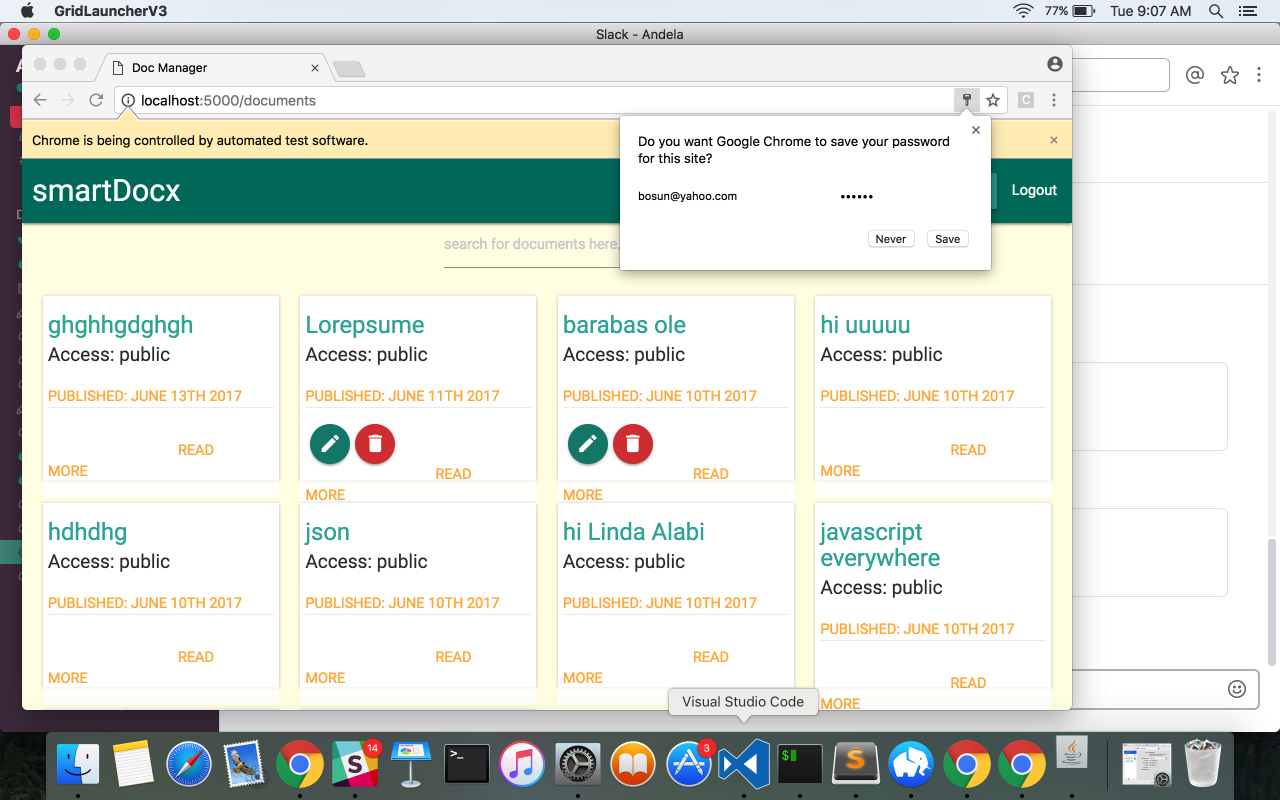 GridLauncherV3
77%
Tue 9:07 AM
Slack - Andela
Doc Manager
localhost:5000/documents
C
Chrome is being controlled by automated test software.
Do you want Google Chrome to save your password
for this site?
bosun@yahoo.com
••••••
Never
Save
smartDocx
Logout
search for documents here.
ghghhgdghgh
Access: public
PUBLISHED: JUNE 13TH 2017
READ
MORE
Lorepsume
Access: public
PUBLISHED: JUNE 11TH 2017
READ
MORE
barabas ole
Access: public
PUBLISHED: JUNE 10TH 2017
READ
MORE
hi uuuuu
Access: public
PUBLISHED: JUNE 10TH 2017
READ
MORE
hdhdhg
Access: public
PUBLISHED: JUNE 10TH 2017
READ
MORE
json
Access: public
PUBLISHED: JUNE 10TH 2017
READ
MORE
hi Linda Alabi
Access: public
PUBLISHED: JUNE 10TH 2017
READ
MORE
javascript
everywhere
Access: public
PUBLISHED: JUNE 10TH 2017
READ
MORE
Visual Studio Code
14
3